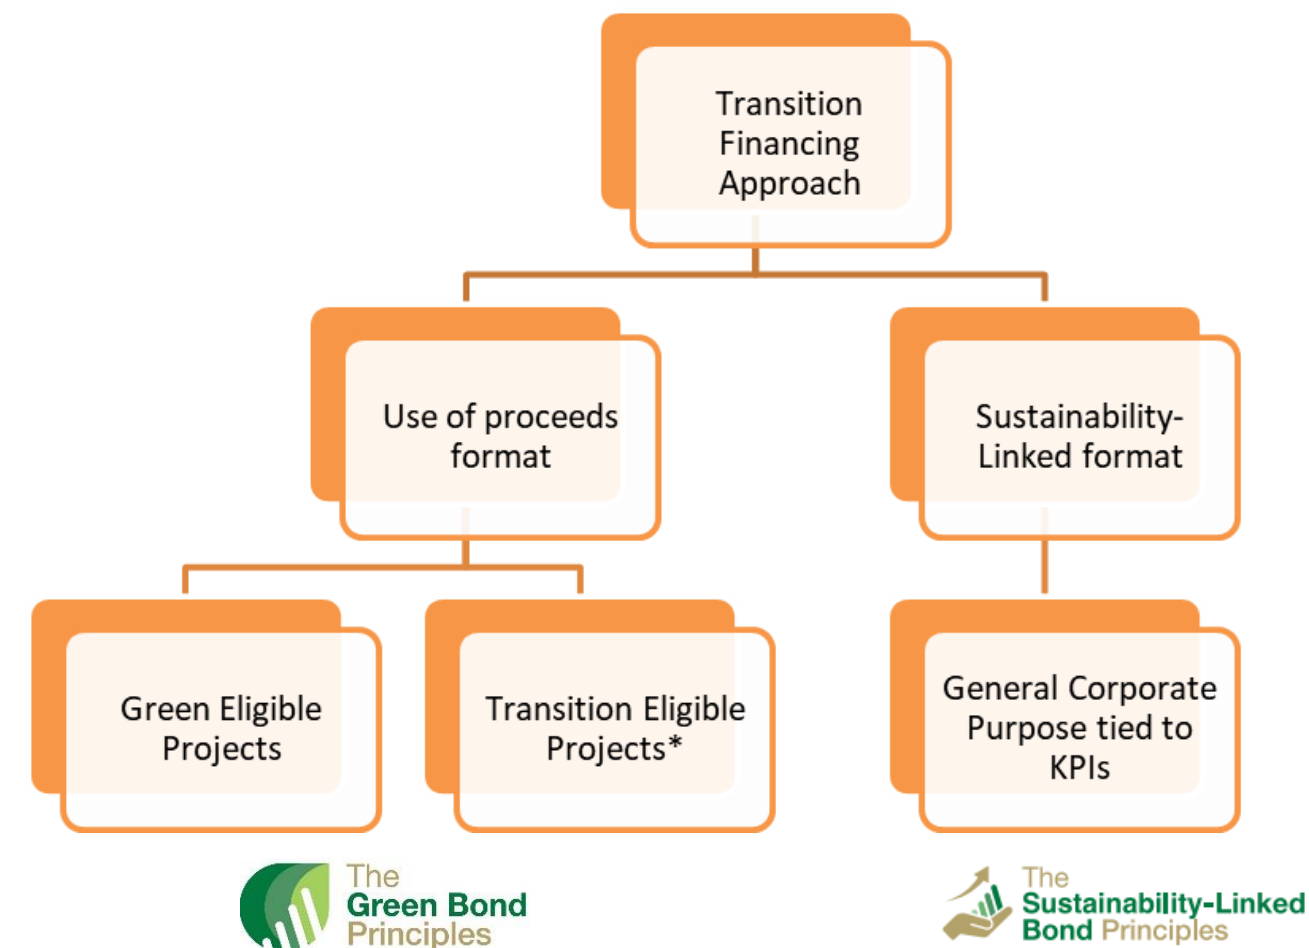 Transition
Financing
Approach
Use of proceeds
format
Sustainability-
Linked format
Green Eligible
Projects
Transition Eligible
Projects*
General Corporate
Purpose tied to
KPIs
The
Green Bond
Principles
The
Sustainability-Linked
Bond Principles